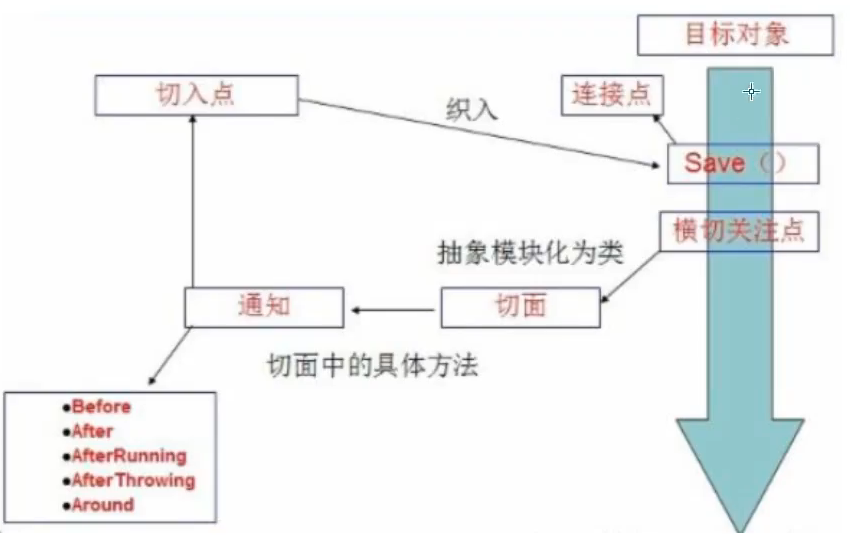 目标对象
切入点
连接点
织入
Save（）
横切关注点
抽象模块化为类
通知
切面
切面中的具体方法
●Before
●After
●AfterRunning
●AfterThrowing
●Around